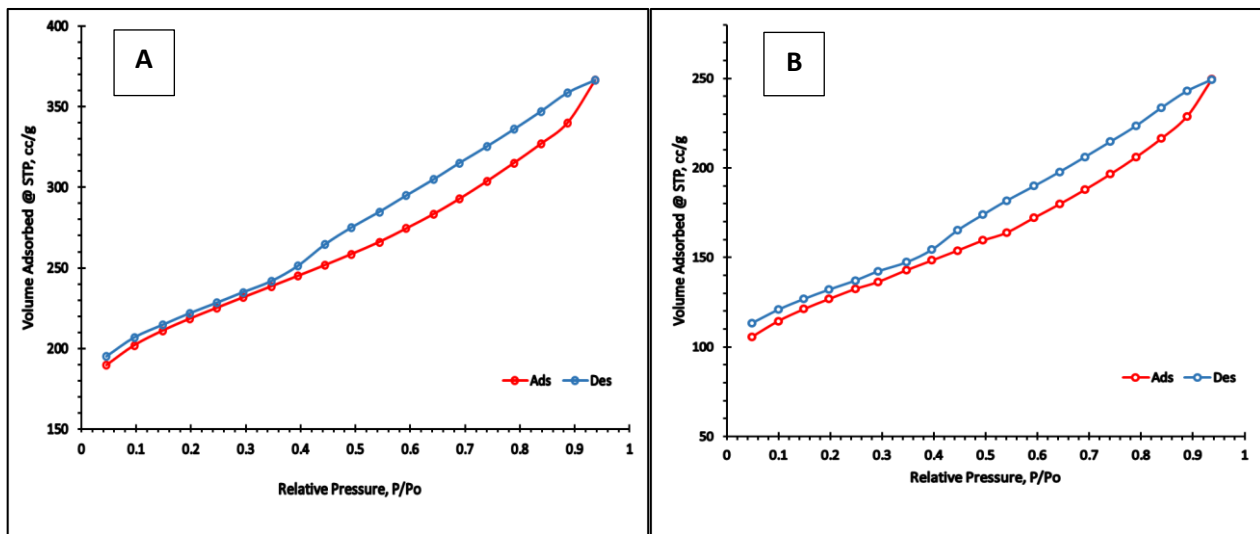 A
Volume Adsorbed @ STP, cc/g
400
350
300
250
200
150
0 0.1 0.2 0.3 0.4 0.5 0.6 0.7 0.8 0.9 1
Ads Des
Relative Pressure, P/Po
B
Volume Adsorbed @ STP, cc/g
250
200
150
100
50
0 0.1 0.2 0.3 0.4 0.5 0.6 0.7 0.8 0.9 1
Ads Des
Relative Pressure, P/Po